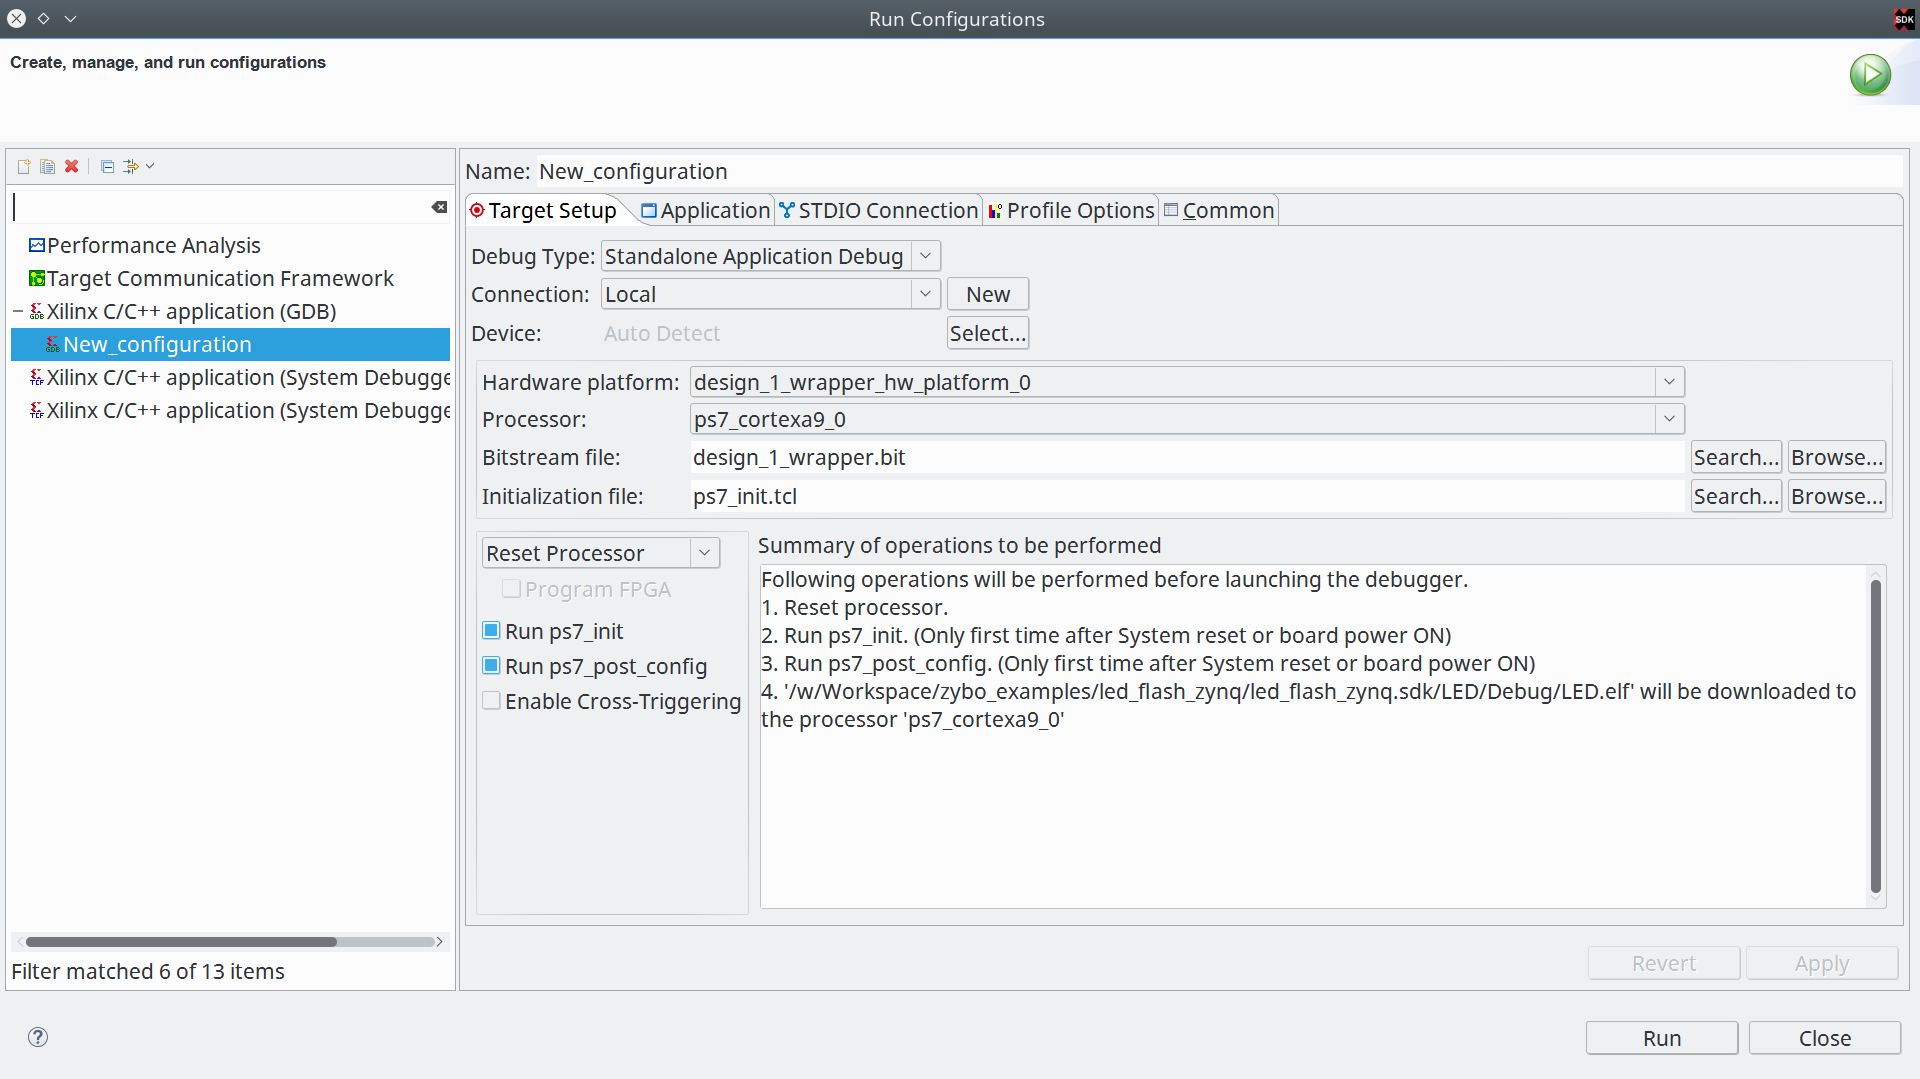 Run Configurations
SDK
Create, manage, and run configurations
Performance Analysis
Target Communication Framework
Xilinx C/C++ application (GDB)
New_configuration
Xilinx C/C++ application (System Debugge
Xilinx C/C++ application (System Debugge
Filter matched 6 of 13 items
Name: New_configuration
Target Setup Application STDIO Connection Profile Options Common
Debug Type: Standalone Application Debug
Connection: Local New
Device: Auto Detect Select...
Hardware platform: design_1_wrapper_hw_platform_0
Processor: ps7_cortexa9_0
Bitstream file: design_1_wrapper.bit Search... Browse...
Initialization file: ps7_init.tcl Search... Browse...
Reset Processor
Program FPGA
Run ps7_init
Run ps7_post_config
Enable Cross-Triggering
Summary of operations to be performed
Following operations will be performed before launching the debugger.
1. Reset processor.
2. Run ps7_init. (Only first time after System reset or board power ON)
3. Run ps7_post_config. (Only first time after System reset or board power ON)
4. '/w/Workspace/zybo_examples/led_flash_zynq/led_flash_zynq.sdk/LED/Debug/LED.elf' will be downloaded to
the processor 'ps7_cortexa9_0'
Revert Apply
Run Close